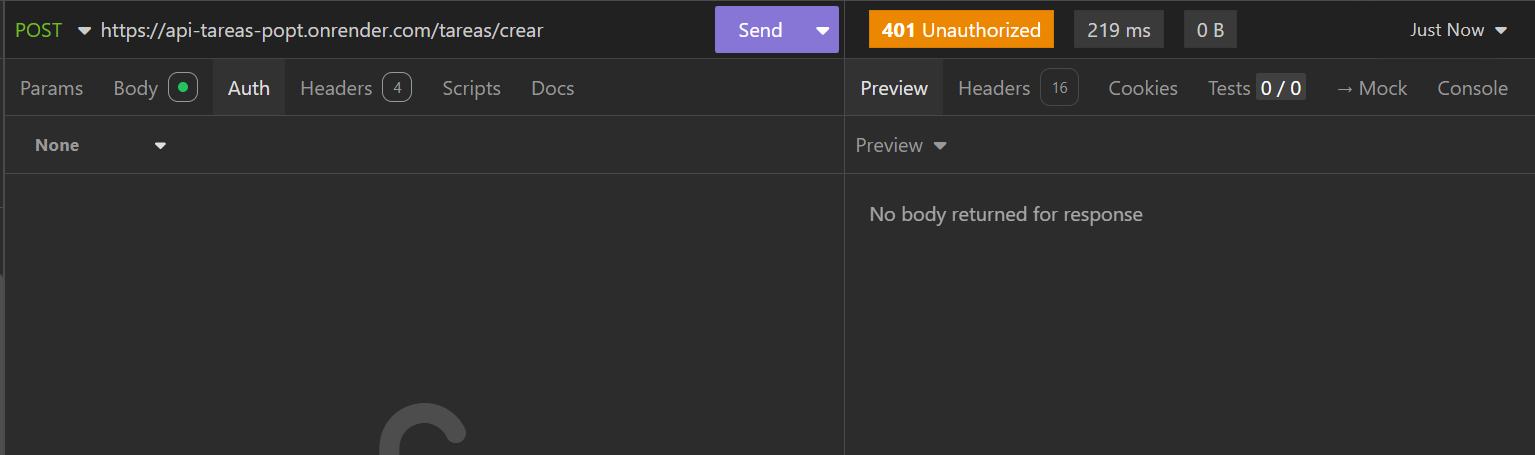 POST https://api-tareas-popt.onrender.com/tareas/crear Send 401 Unauthorized 219 ms 0 B Just Now
Params Body Auth Headers 4 Scripts Docs Preview Headers 16 Cookies Tests 0 / 0 → Mock Console
None Preview
No body returned for response